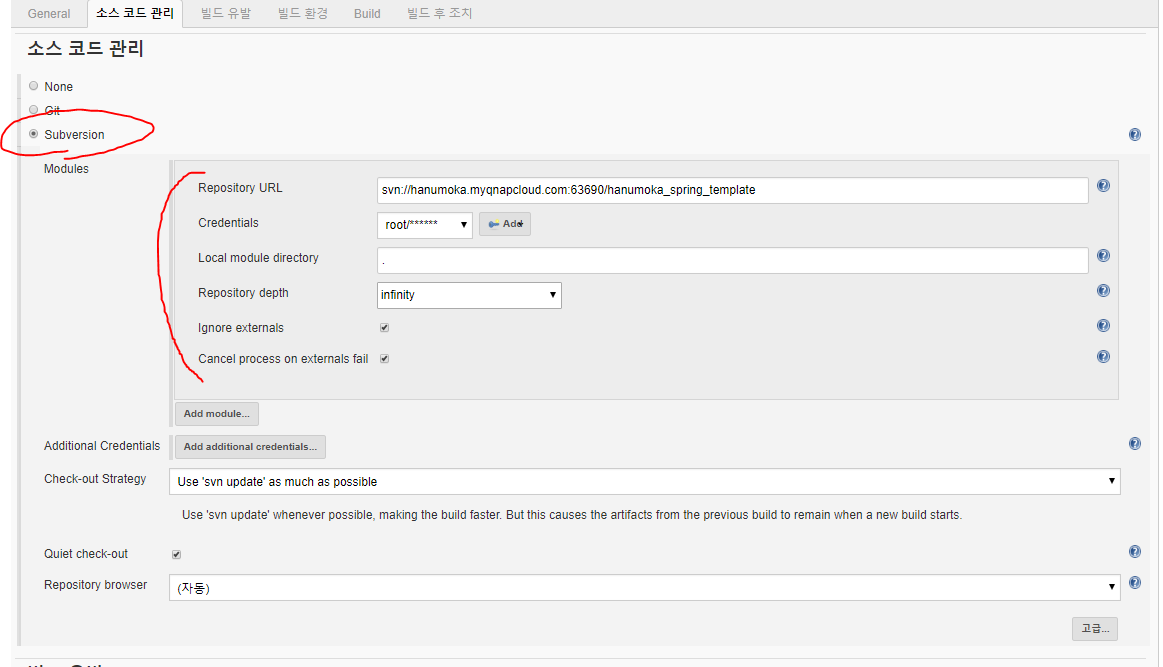 General 소스 코드 관리 빌드 유발 빌드 환경 Build 빌드 후 조치
소스 코드 관리
None
Git
Subversion
Modules
Repository URL svn://hanumoka.myqnapcloud.com:63690/hanumoka_spring_template
Credentials root/****** Add
Local module directory .
Repository depth infinity
Ignore externals
Cancel process on externals fail
Add module...
Additional Credentials Add additional credentials...
Check-out Strategy Use 'svn update' as much as possible
Use 'svn update' whenever possible, making the build faster. But this causes the artifacts from the previous build to remain when a new build starts.
Quiet check-out
Repository browser (자동)
고급...